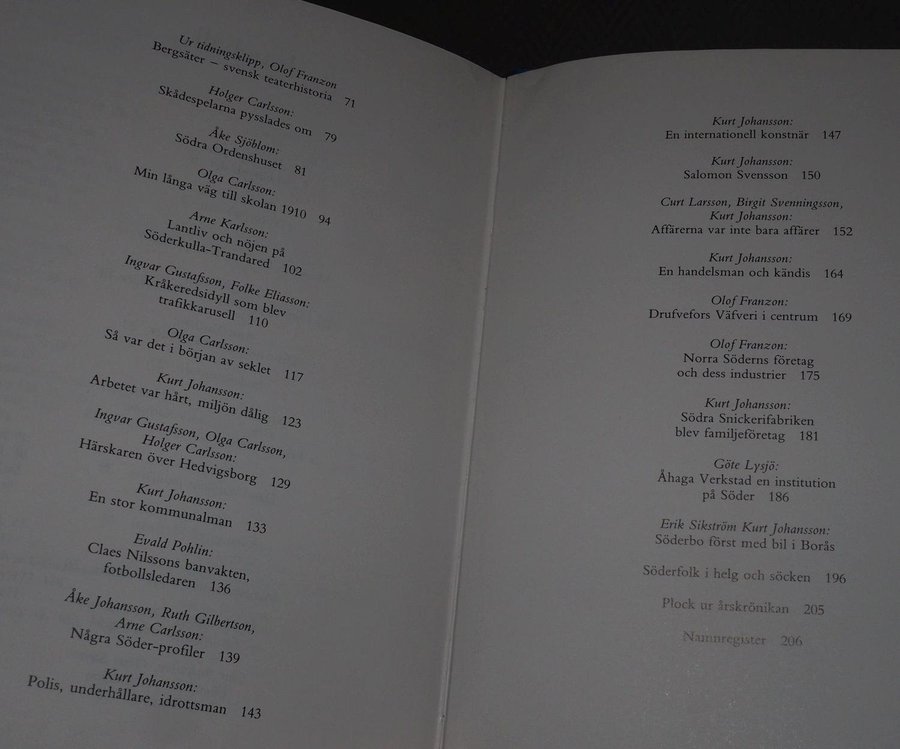 Ur tidningsklipp, Olof Franzon
Bergsäter – svensk teaterhistoria 71
Holger Carlsson:
Skådespelarna pysslades om 79
Åke Sjöblom:
Södra Ordenshuset 81
Olga Carlsson:
Min långa väg till skolan 1910 94
Arne Karlsson:
Lantliv och nöjen på
Söderkulla-Trandared 102
Ingvar Gustafsson, Folke Eliasson:
Kråkeredsidyll som blev
trafikkarusell 110
Olga Carlsson:
Så var det i början av seklet 117
Kurt Johansson:
Arbetet var hårt, miljön dålig 123
Ingvar Gustafsson, Olga Carlsson,
Holger Carlsson:
Härskaren över Hedvigsborg 129
Kurt Johansson:
En stor kommunalman 133
Evald Pohlin:
Claes Nilssons banvakten,
fotbollsledaren 136
Åke Johansson, Ruth Gilbertson,
Arne Carlsson:
Några Söder-profiler 139
Kurt Johansson:
Polis, underhållare, idrottsman 143
Kurt Johansson:
En internationell konstnär 147
Kurt Johansson:
Salomon Svensson 150
Curt Larsson, Birgit Svenningsson,
Kurt Johansson:
Affärerna var inte bara affärer 152
Kurt Johansson:
En handelsman och kändis 164
Olof Franzon:
Drufvefors Väfveri i centrum 169
Olof Franzon:
Norra Söderns företag
och dess industrier 175
Kurt Johansson:
Södra Snickerifabriken
blev familjeföretag 181
Göte Lysjö:
Åhaga Verkstad en institution
på Söder 186
Erik Sikström Kurt Johansson:
Söderbo först med bil i Borås
Söderfolk i helg och söcken 196
Plock ur årskrönikan 205
Namnregister 206